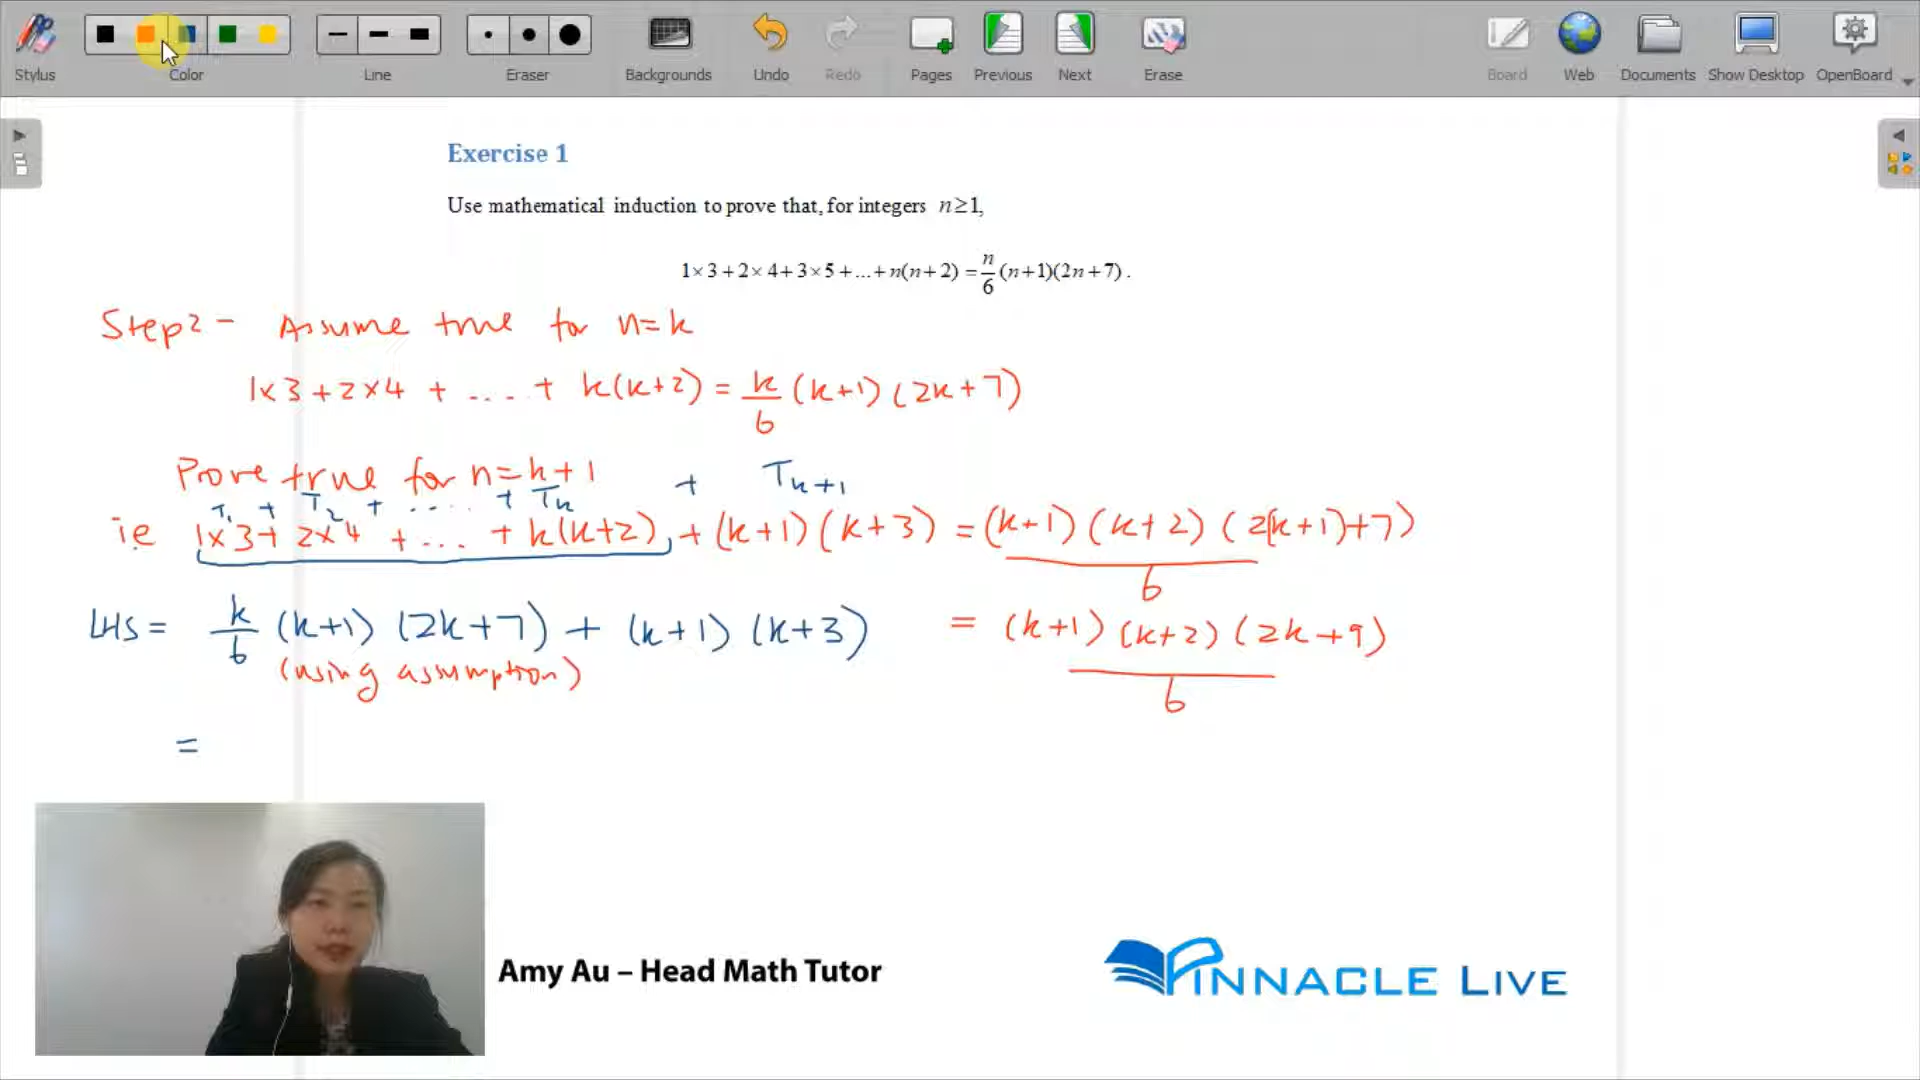 Stylus Color Line Eraser Backgrounds Undo Redo Pages Previous Next Erase Board Web Documents Show Desktop OpenBoard
Exercise 1
Use mathematical induction to prove that, for integers n≥1,
1×3+2×4+3×5+...+n(n+2) = n/6 (n+1)(2n+7).
Step 2 - Assume true for n=k
1×3+2×4 + .... + k(k+2) = k/6 (k+1)(2k+7)
Prove true for n=k+1
T₁ + T₂ + ..... + Tₖ + Tₖ₊₁
i.e 1×3+ 2×4 + ... + k(k+2) + (k+1)(k+3) = (k+1)(k+2)(2(k+1)+7) / 6
LHS = k/6 (k+1)(2k+7) + (k+1)(k+3) = (k+1)(k+2)(2k+9) / 6
(using assumption)
=
Amy Au – Head Math Tutor
PINNACLE LIVE